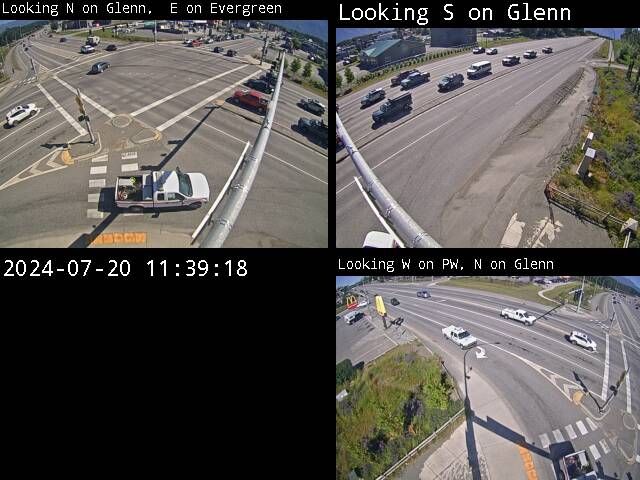 Looking N on Glenn, E on Evergreen
Looking S on Glenn
2024-07-20 11:39:18
Looking W on PW, N on Glenn